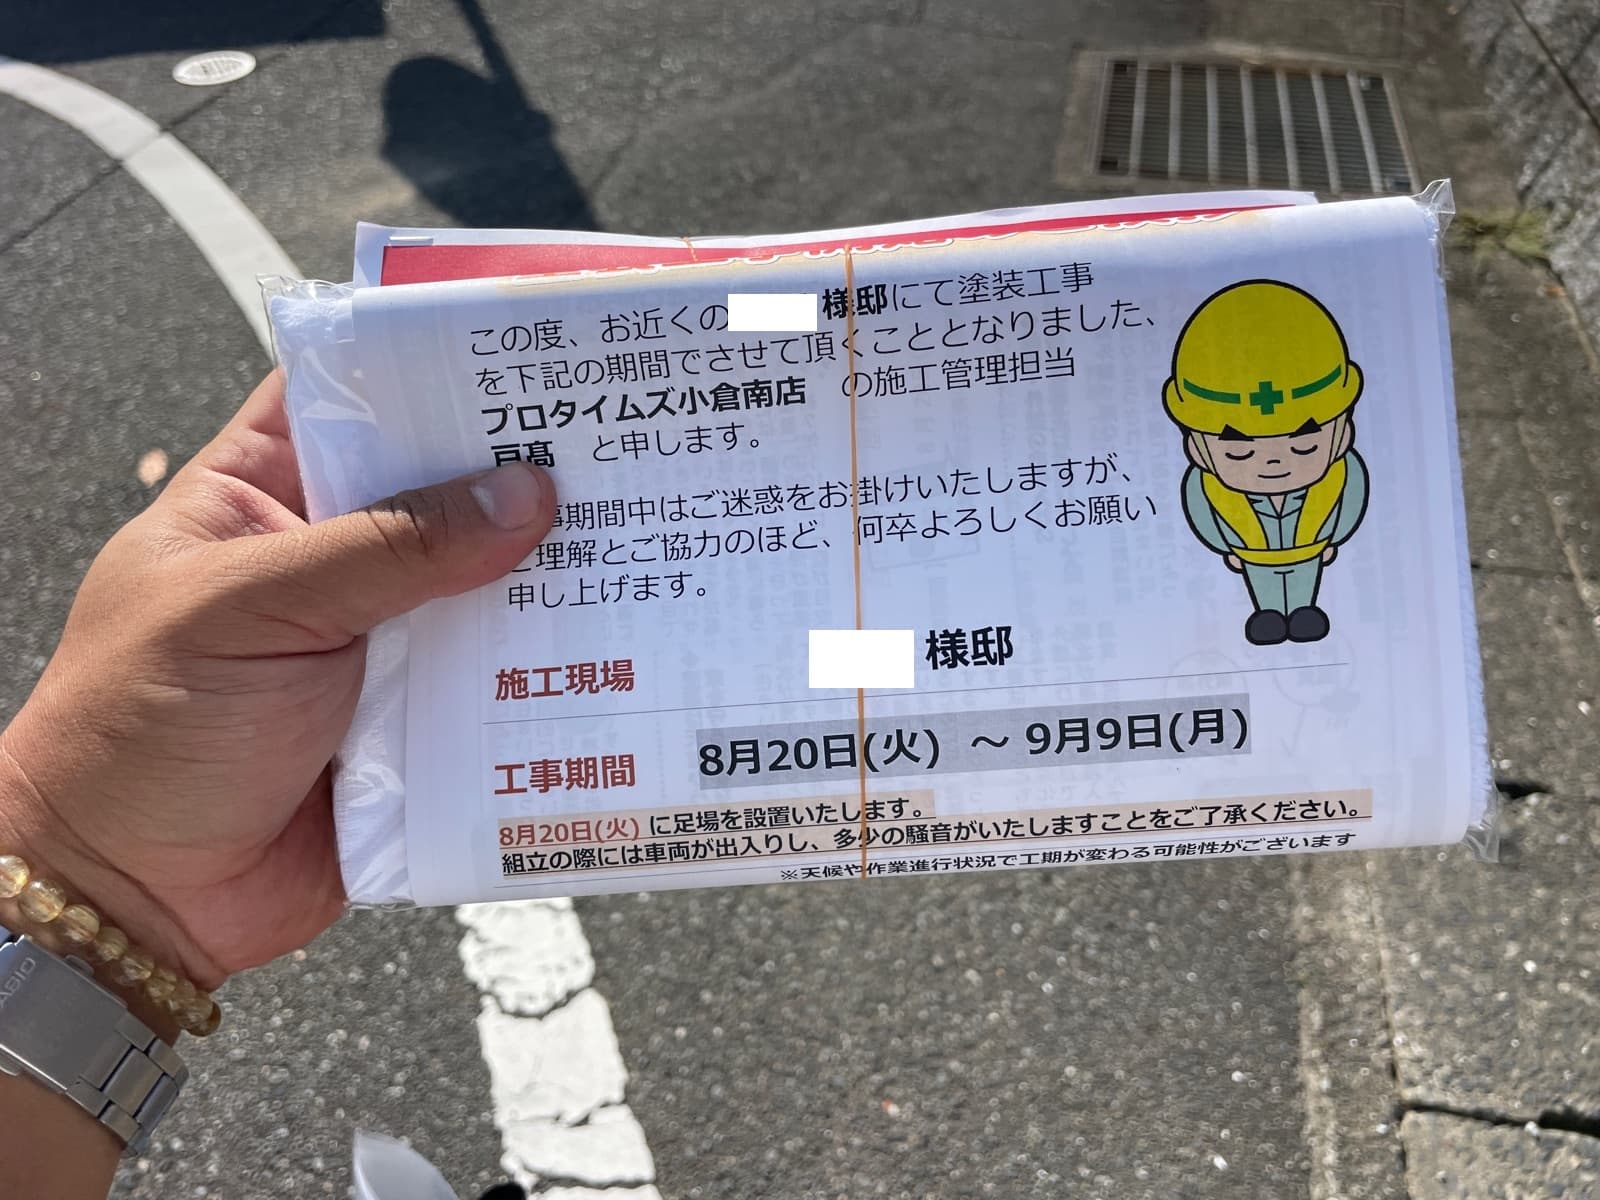 この度、お近くの 様邸にて塗装工事
を下記の期間でさせて頂くこととなりました、
プロタイムズ小倉南店 の施工管理担当
戸髙 と申します。
事期間中はご迷惑をお掛けいたしますが、
理解とご協力のほど、何卒よろしくお願い
申し上げます。
施工現場 様邸
工事期間 8月20日(火) ～ 9月9日(月)
8月20日(火) に足場を設置いたします。
組立の際には車両が出入りし、多少の騒音がいたしますことをご了承ください。
※天候や作業進行状況で工期が変わる可能性がございます